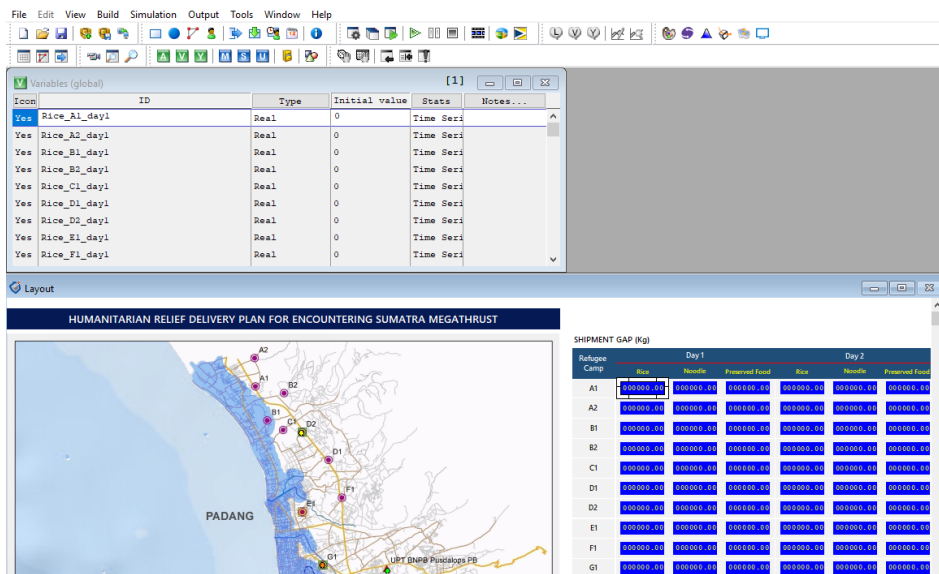 File Edit View Build Simulation Output Tools Window Help
Variables (global) [1]
Icon ID Type Initial value Stats Notes...
Yes Rice_A1_day1 Real 0 Time Seri
Yes Rice_A2_day1 Real 0 Time Seri
Yes Rice_B1_day1 Real 0 Time Seri
Yes Rice_B2_day1 Real 0 Time Seri
Yes Rice_C1_day1 Real 0 Time Seri
Yes Rice_D1_day1 Real 0 Time Seri
Yes Rice_D2_day1 Real 0 Time Seri
Yes Rice_E1_day1 Real 0 Time Seri
Yes Rice_F1_day1 Real 0 Time Seri
Layout
HUMANITARIAN RELIEF DELIVERY PLAN FOR ENCOUNTERING SUMATRA MEGATHRUST
A2
A1
B2
B1
C1
D2
D1
F1
E1
PADANG
G1
UPT BNPB Pusdalops PB
SHIPMENT GAP (Kg)
Refugee Camp Day 1 Day 2
Rice Noodle Preserved Food Rice Noodle Preserved Food
A1 000000.00 000000.00 000000.00 000000.00 000000.00 000000.00
A2 000000.00 000000.00 000000.00 000000.00 000000.00 000000.00
B1 000000.00 000000.00 000000.00 000000.00 000000.00 000000.00
B2 000000.00 000000.00 000000.00 000000.00 000000.00 000000.00
C1 000000.00 000000.00 000000.00 000000.00 000000.00 000000.00
D1 000000.00 000000.00 000000.00 000000.00 000000.00 000000.00
D2 000000.00 000000.00 000000.00 000000.00 000000.00 000000.00
E1 000000.00 000000.00 000000.00 000000.00 000000.00 000000.00
F1 000000.00 000000.00 000000.00 000000.00 000000.00 000000.00
G1 000000.00 000000.00 000000.00 000000.00 000000.00 000000.00